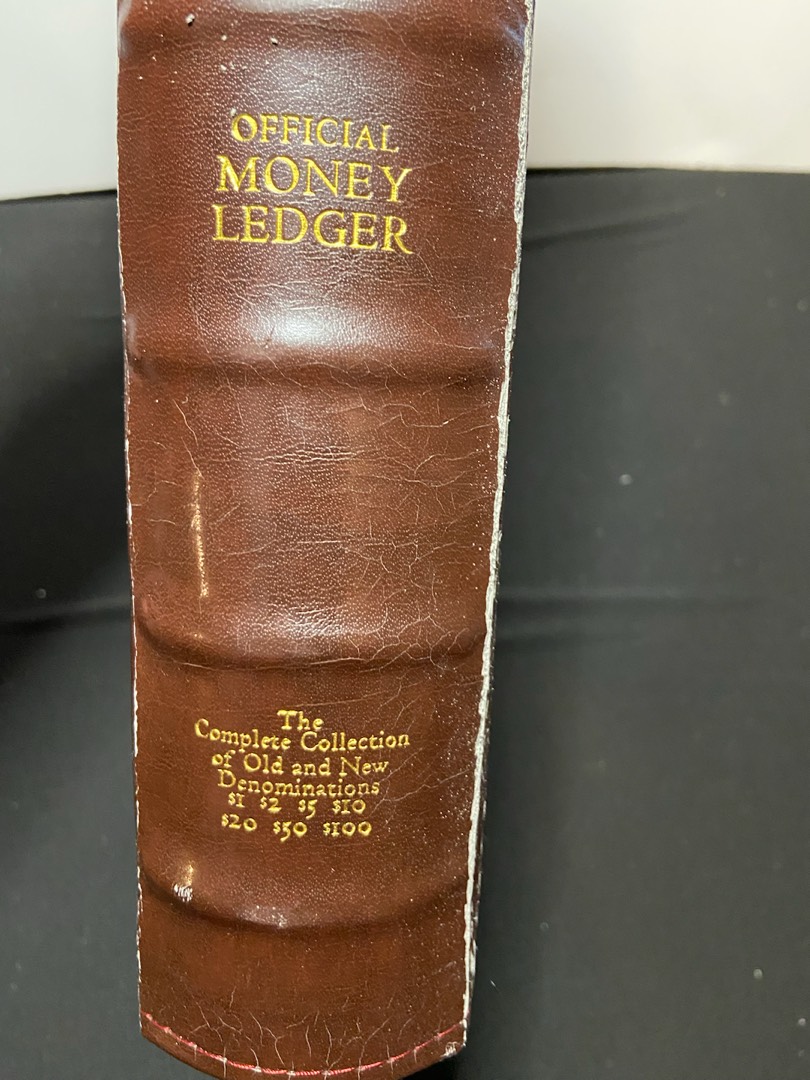 OFFICIAL
MONEY
LEDGER
The
Complete Collection
of Old and New
Denominations
$1 $2 $5 $10
$20 $50 $100